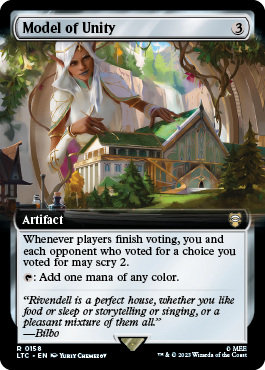 Model of Unity 3
Artifact
Whenever players finish voting, you and
each opponent who voted for a choice you
voted for may scry 2.
: Add one mana of any color.
"Rivendell is a perfect house, whether you like
food or sleep or storytelling or singing, or a
pleasant mixture of them all."
—Bilbo
R 0158 © MEE
LTC • EN YURIY CHEMEZOV ™ & © 2023 Wizards of the Coast